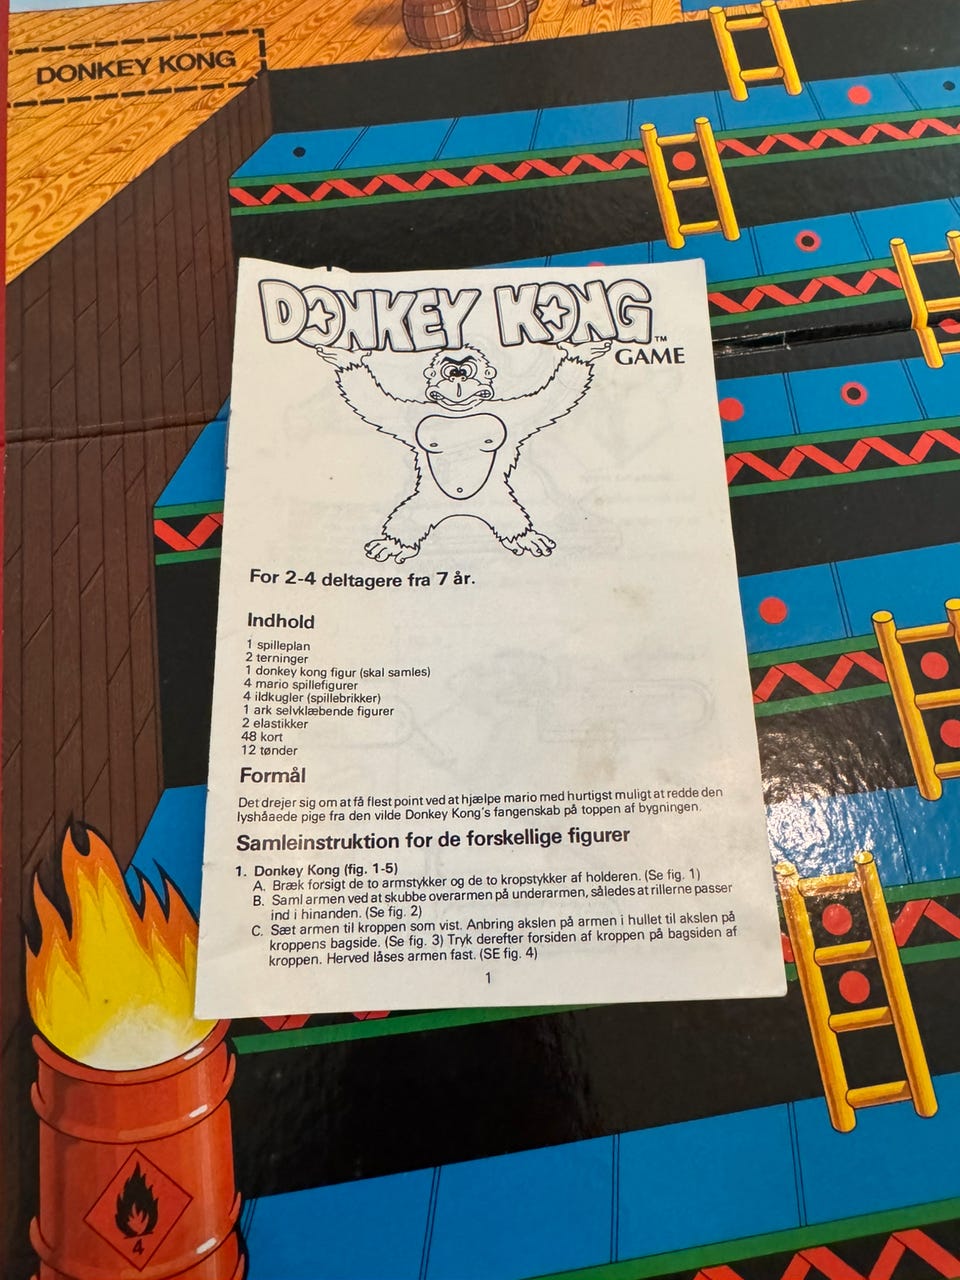 DONKEY KONG
DONKEY KONG™
GAME
For 2-4 deltagere fra 7 år.
Indhold
1 spilleplan
2 terninger
1 donkey kong figur (skal samles)
4 mario spillefigurer
4 ildkugler (spillebrikker)
1 ark selvklæbende figurer
2 elastikker
48 kort
12 tønder
Formål
Det drejer sig om at få flest point ved at hjælpe mario med hurtigst muligt at redde den
lyshåaede pige fra den vilde Donkey Kong's fangenskab på toppen af bygningen.
Samleinstruktion for de forskellige figurer
1. Donkey Kong (fig. 1-5)
A. Bræk forsigt de to armstykker og de to kropstykker af holderen. (Se fig. 1)
B. Saml armen ved at skubbe overarmen på underarmen, således at rillerne passer
ind i hinanden. (Se fig. 2)
C. Sæt armen til kroppen som vist. Anbring akslen på armen i hullet til akslen på
kroppens bagside. (Se fig. 3) Tryk derefter forsiden af kroppen på bagsiden af
kroppen. Herved låses armen fast. (SE fig. 4)
1
4